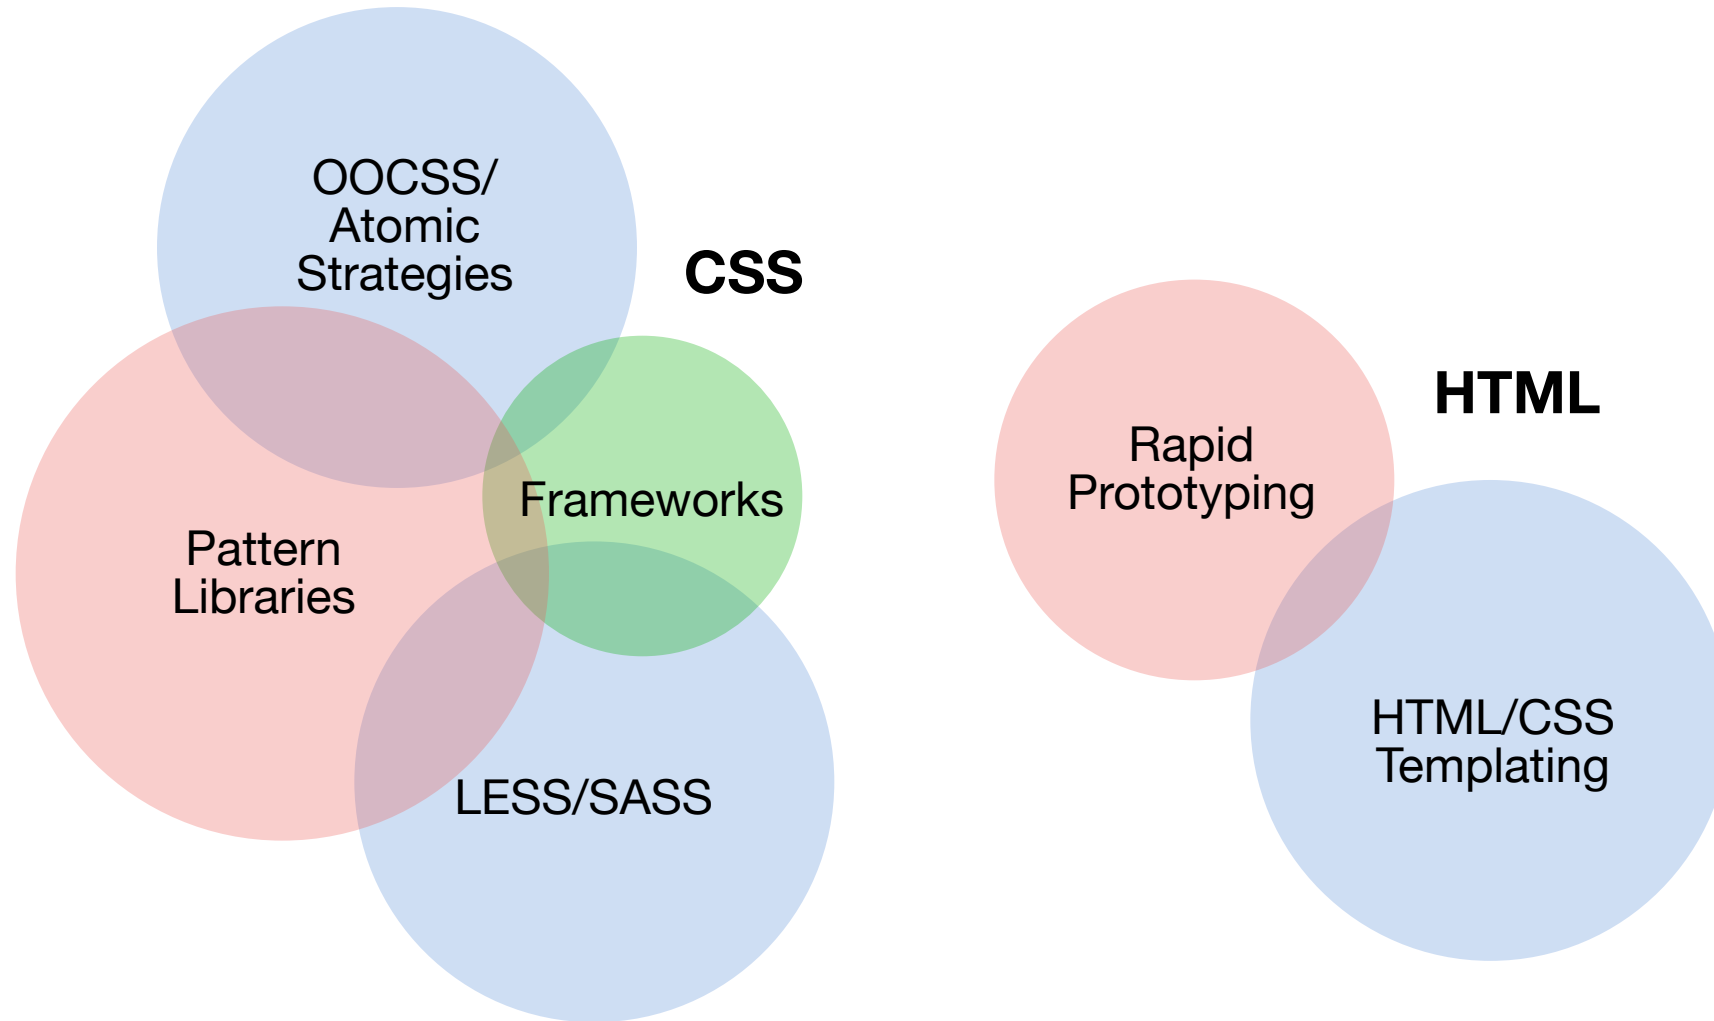 OOCSS/
Atomic
Strategies
CSS
Frameworks
Pattern
Libraries
LESS/SASS
HTML
Rapid
Prototyping
HTML/CSS
Templating